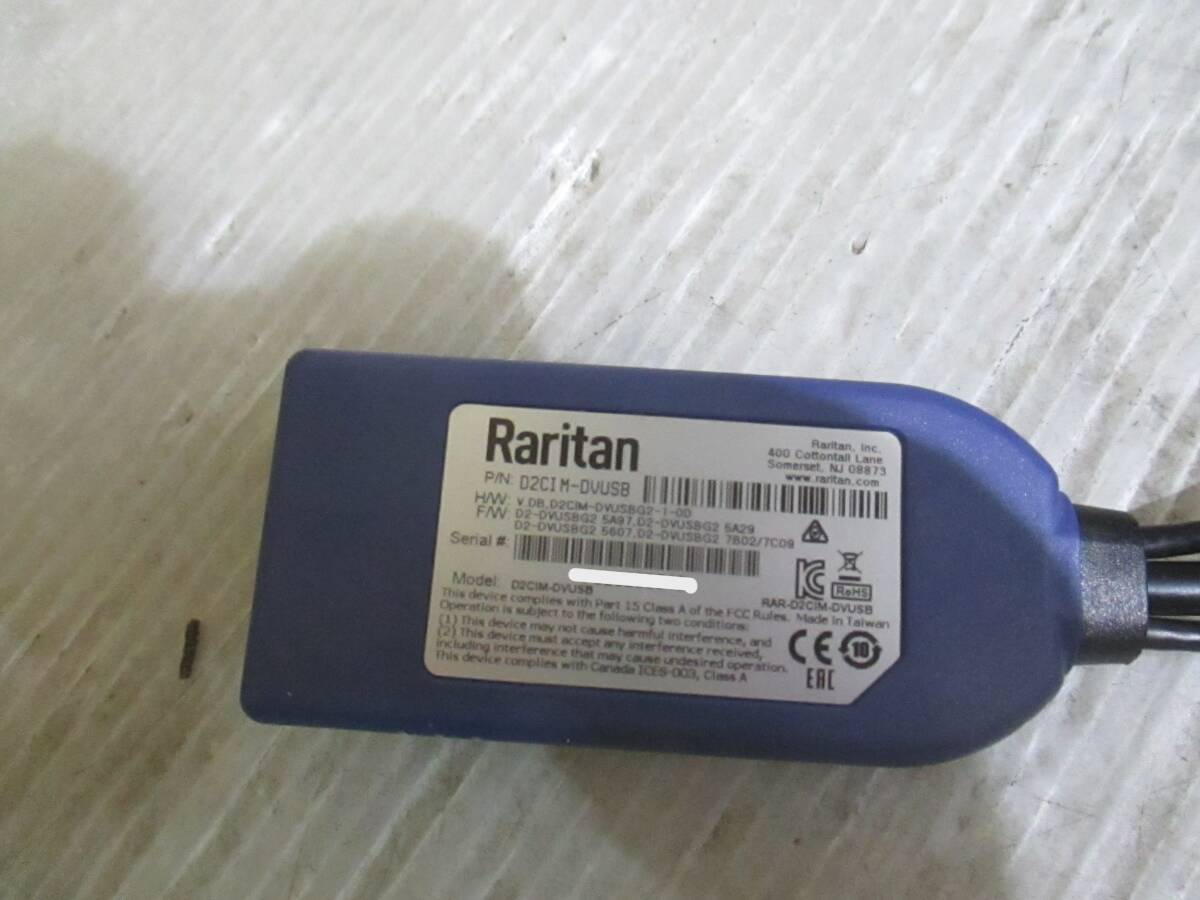 Raritan
Raritan, Inc.
400 Cottontail Lane
Somerset, NJ 08873
www.raritan.com
P/N: D2CIM-DVUSB
H/W: V.DB.D2CIM-DVUSBG2-1-0D
F/W: D2-DVUSBG2 5A97,D2-DVUSBG2 5A29
D2-DVUSBG2 5607,D2-DVUSBG2 7B02/7C09
Serial #:
RoHS
RAR-D2CIM-DVUSB
Model: D2CIM-DVUSB
Made in Taiwan
This device complies with Part 15 Class A of the FCC Rules.
Operation is subject to the following two conditions:
(1) This device may not cause harmful interference, and
(2) This device must accept any interference received,
including interference that may cause undesired operation.
This device complies with Canada ICES-003, Class A
CE
10
EAC